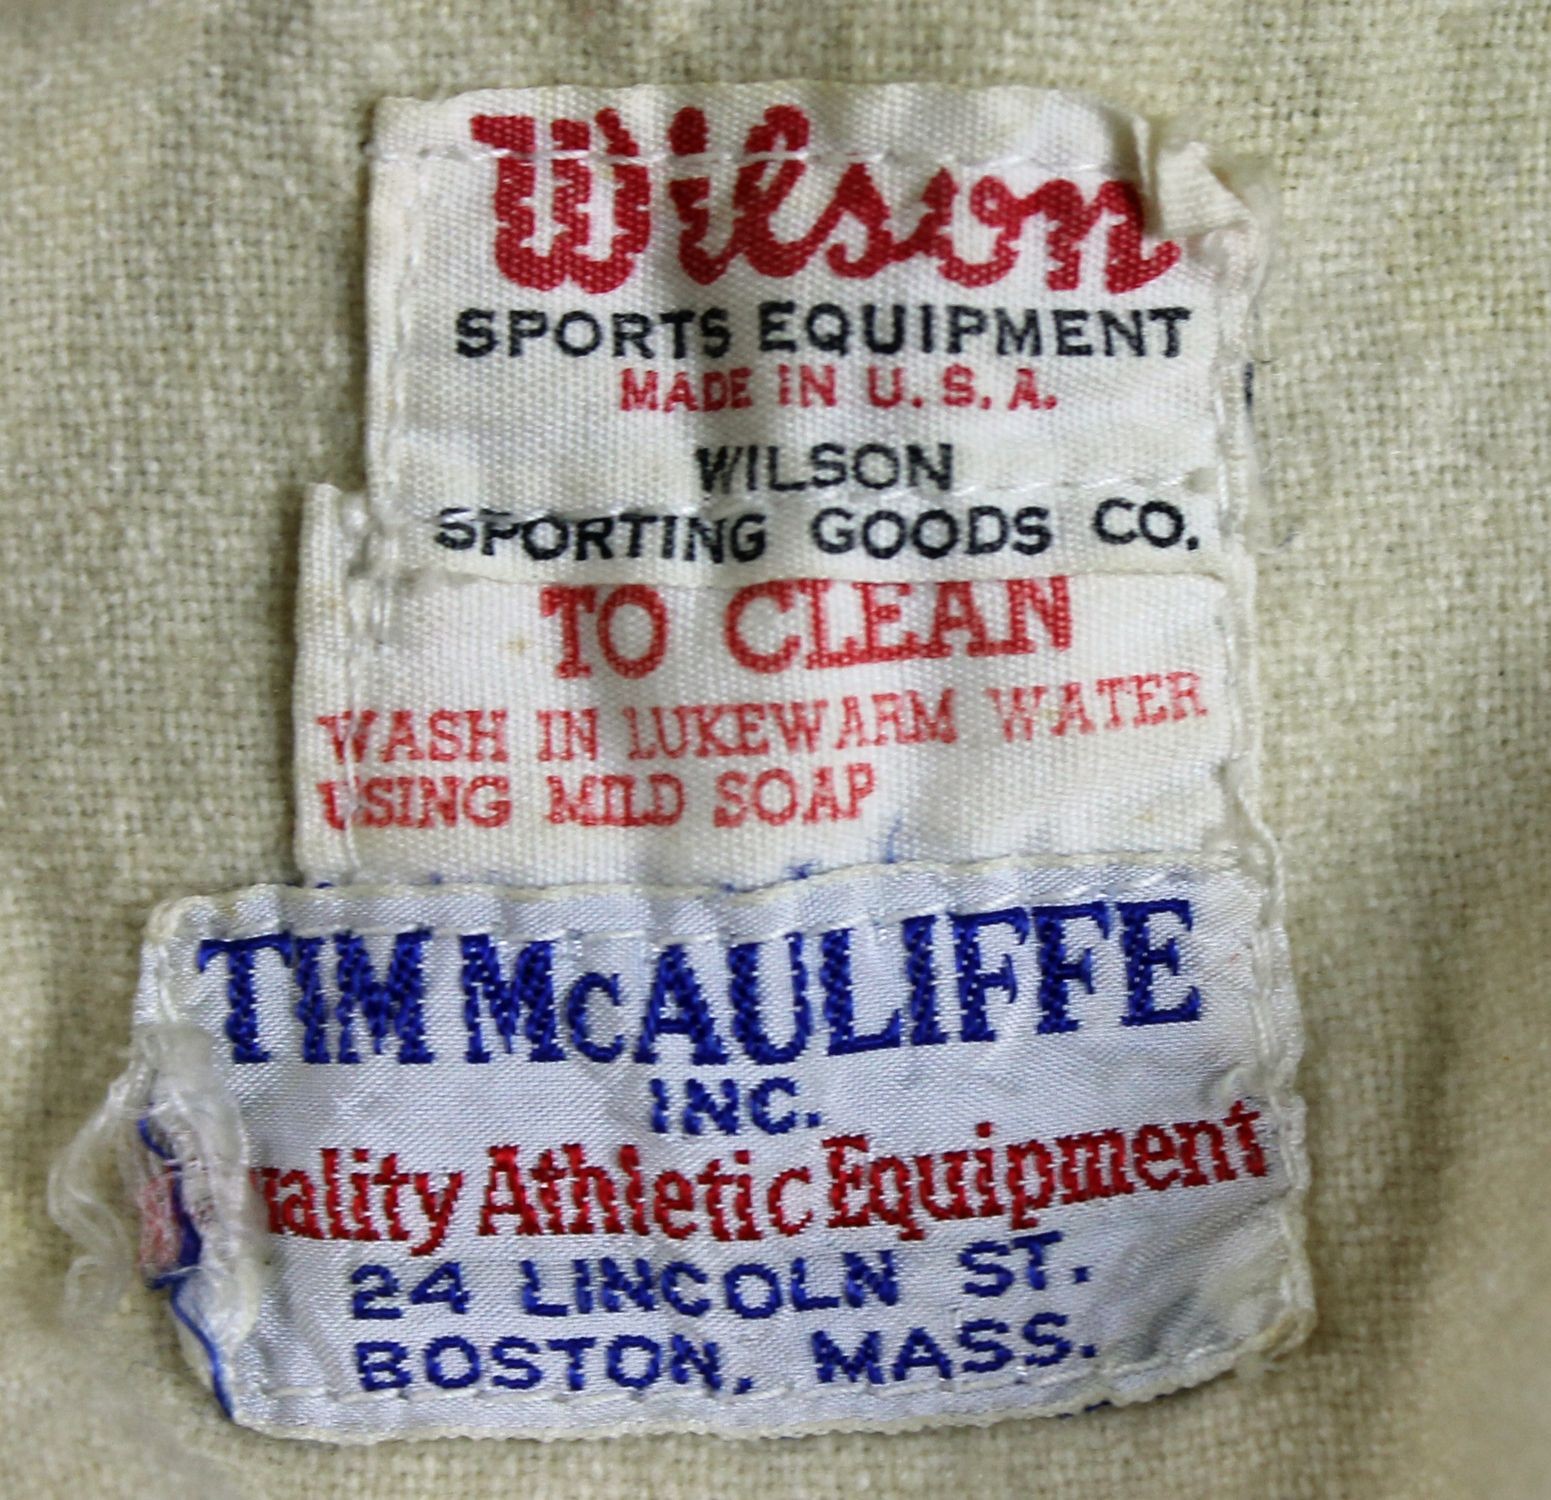 Wilson
SPORTS EQUIPMENT
MADE IN U. S. A.
WILSON
SPORTING GOODS CO.
TO CLEAN
WASH IN LUKEWARM WATER
USING MILD SOAP
TIM McAULIFFE
INC.
uality Athletic Equipment
24 LINCOLN ST.
BOSTON, MASS.